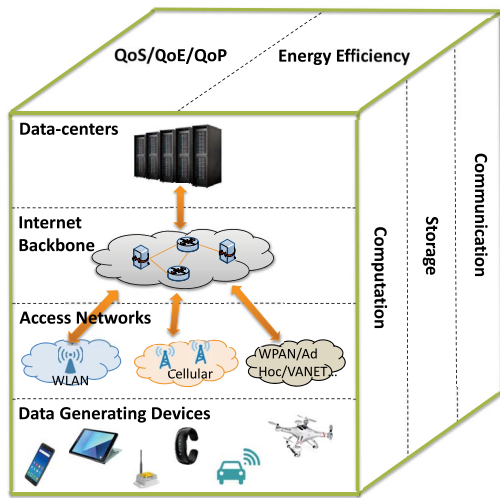 QoS/QoE/QoP
Energy Efficiency
Data-centers
Internet
Backbone
Access Networks
WLAN
Cellular
WPAN/Ad
Hoc/VANET...
Data Generating Devices
Computation
Storage
Communication